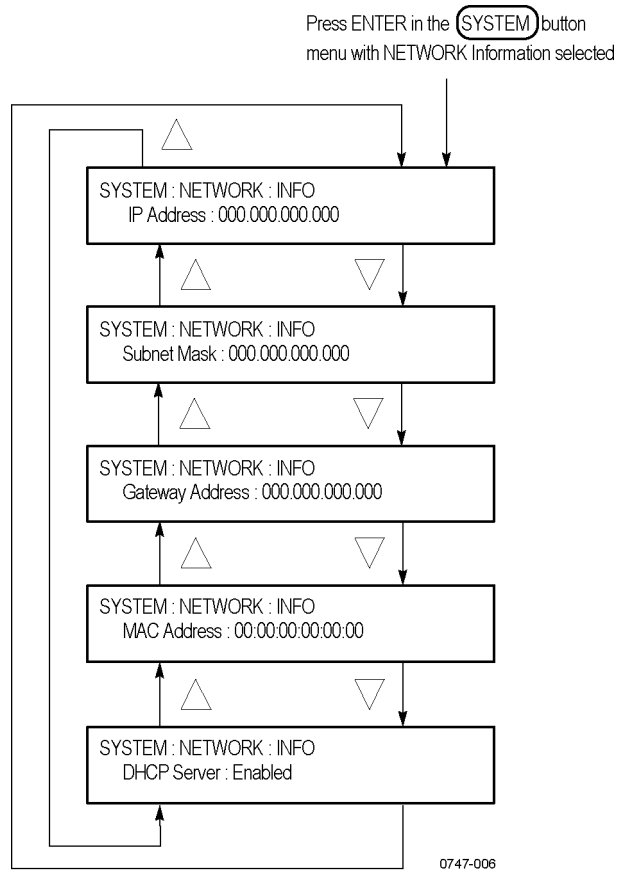 Press ENTER in the SYSTEM button
menu with NETWORK Information selected
SYSTEM : NETWORK : INFO
IP Address : 000.000.000.000
SYSTEM : NETWORK : INFO
Subnet Mask : 000.000.000.000
SYSTEM : NETWORK : INFO
Gateway Address : 000.000.000.000
SYSTEM : NETWORK : INFO
MAC Address : 00:00:00:00:00:00
SYSTEM : NETWORK : INFO
DHCP Server : Enabled
0747-006